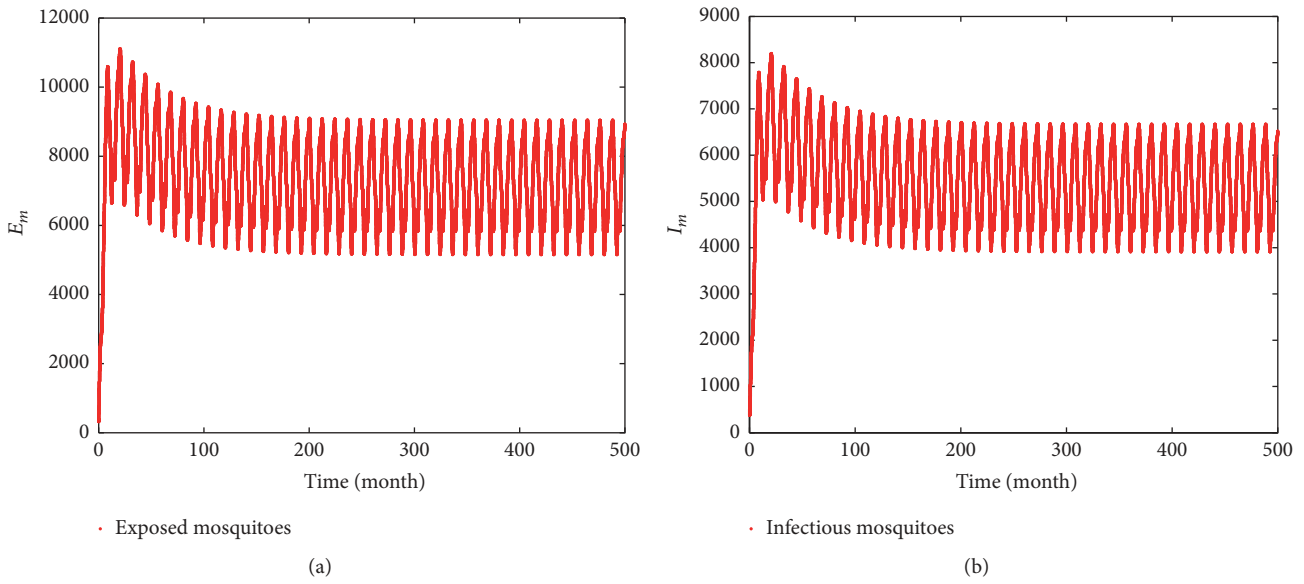 12000
10000
8000
6000
4000
2000
0
E_m
0 100 200 300 400 500
Time (month)
• Exposed mosquitoes
(a)
9000
8000
7000
6000
5000
4000
3000
2000
1000
0
I_m
0 100 200 300 400 500
Time (month)
• Infectious mosquitoes
(b)